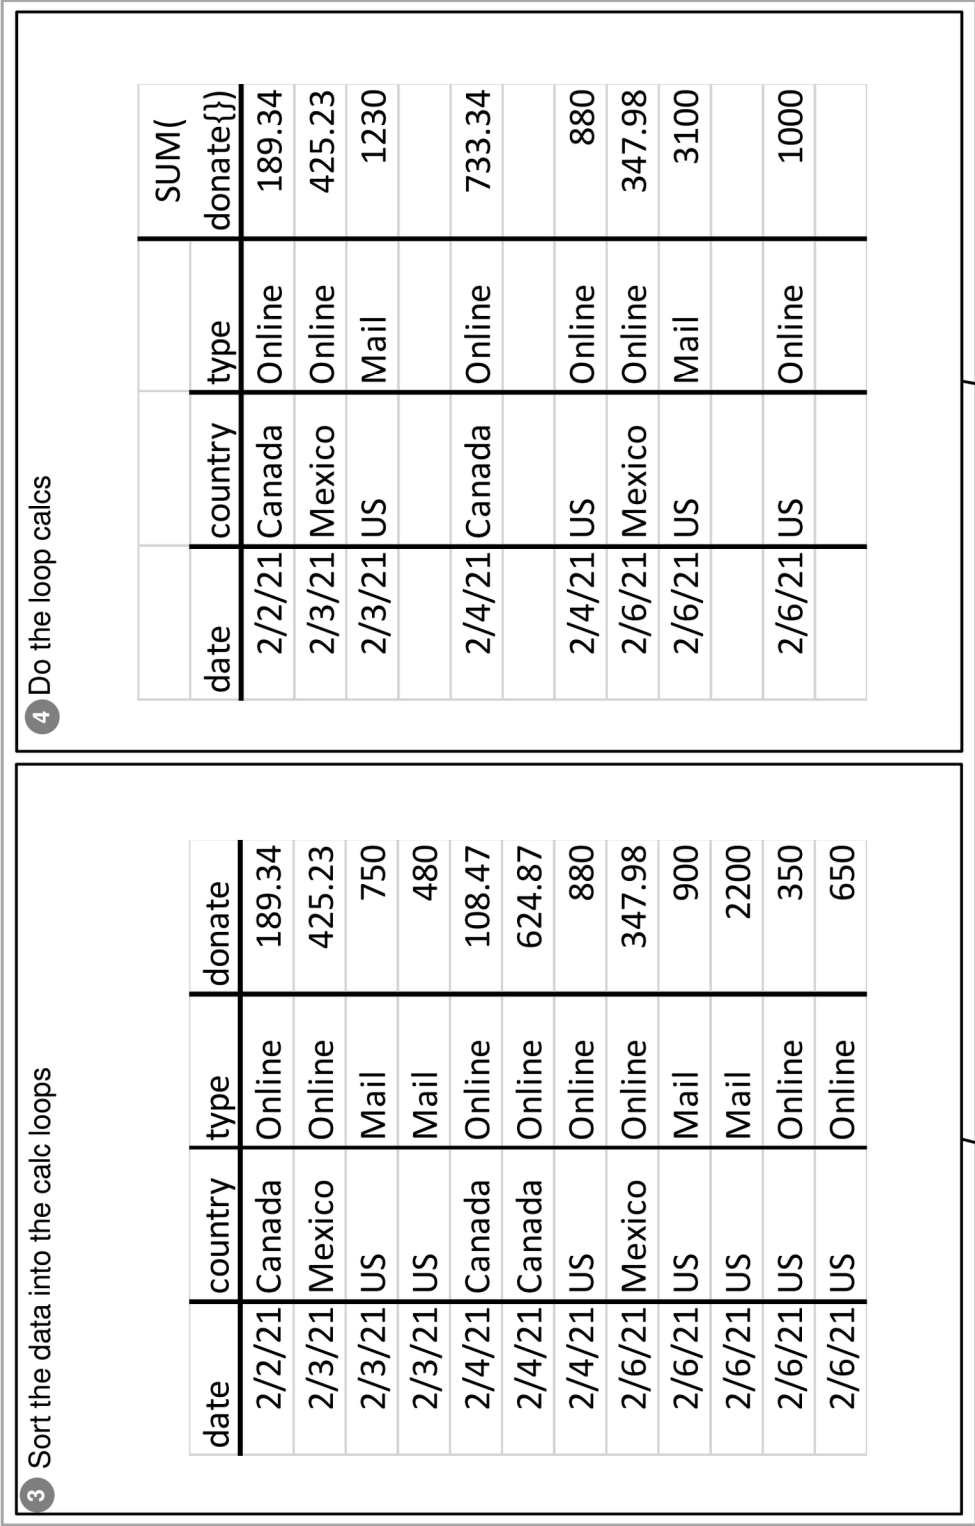 3 Sort the data into the calc loops
date country type donate
2/2/21 Canada Online 189.34
2/3/21 Mexico Online 425.23
2/3/21 US Mail 750
2/3/21 US Mail 480
2/4/21 Canada Online 108.47
2/4/21 Canada Online 624.87
2/4/21 US Online 880
2/6/21 Mexico Online 347.98
2/6/21 US Mail 900
2/6/21 US Mail 2200
2/6/21 US Online 350
2/6/21 US Online 650
4 Do the loop calcs
SUM(
date country type donate{})
2/2/21 Canada Online 189.34
2/3/21 Mexico Online 425.23
2/3/21 US Mail 1230
2/4/21 Canada Online 733.34
2/4/21 US Online 880
2/6/21 Mexico Online 347.98
2/6/21 US Mail 3100
2/6/21 US Online 1000